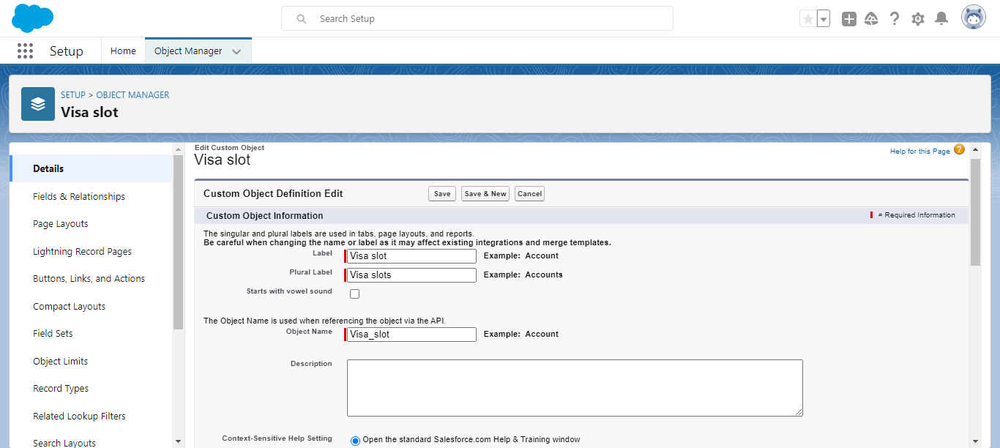 Search Setup
Setup
Home
Object Manager
SETUP > OBJECT MANAGER
Visa slot
Details
Fields & Relationships
Page Layouts
Lightning Record Pages
Buttons, Links, and Actions
Compact Layouts
Field Sets
Object Limits
Record Types
Related Lookup Filters
Search Layouts
Edit Custom Object
Visa slot
Help for this Page ?
Custom Object Definition Edit
Save
Save & New
Cancel
Custom Object Information
= Required Information
The singular and plural labels are used in tabs, page layouts, and reports.
Be careful when changing the name or label as it may affect existing integrations and merge templates.
Label Visa slot Example: Account
Plural Label Visa slots Example: Accounts
Starts with vowel sound
The Object Name is used when referencing the object via the API.
Object Name Visa_slot Example: Account
Description
Context-Sensitive Help Setting Open the standard Salesforce.com Help & Training window